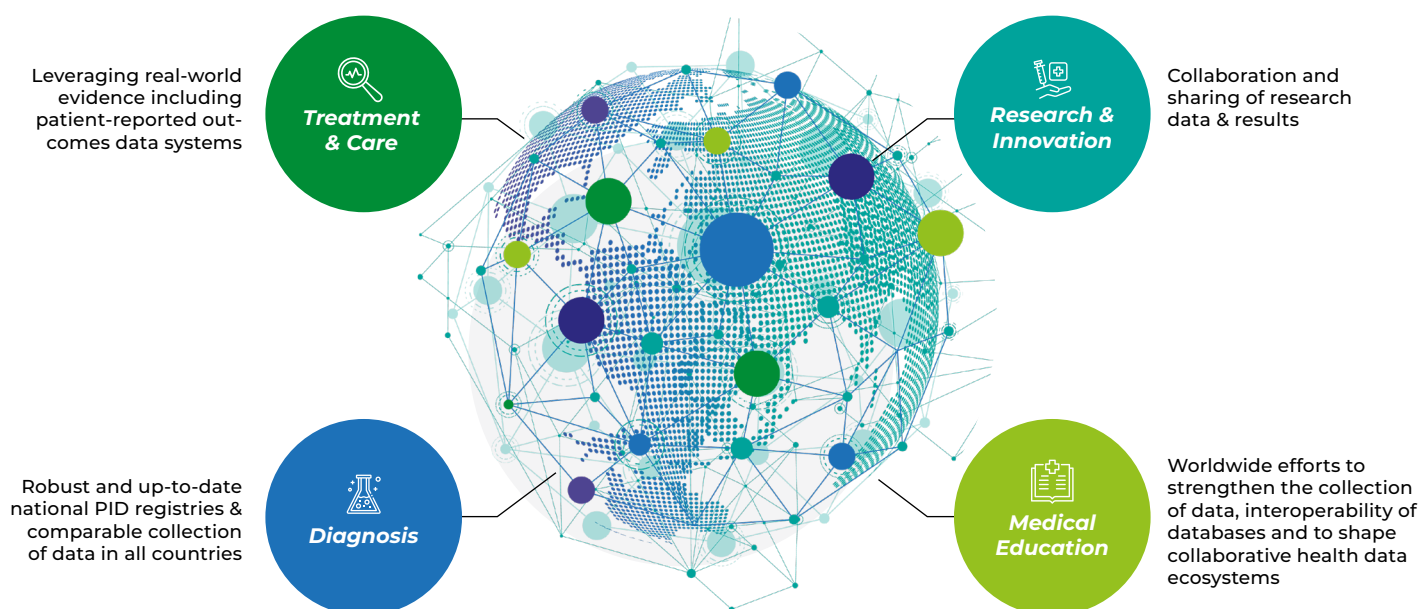 Leveraging real-world
evidence including
patient-reported out-
comes data systems
Treatment
& Care
Research &
Innovation
Collaboration and
sharing of research
data & results
Robust and up-to-date
national PID registries &
comparable collection
of data in all countries
Diagnosis
Medical
Education
Worldwide efforts to
strengthen the collection
of data, interoperability of
databases and to shape
collaborative health data
ecosystems